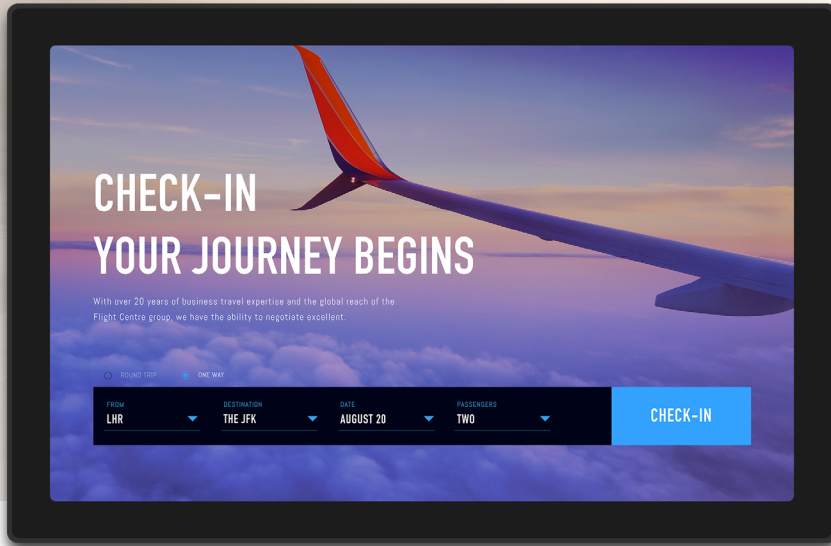 CHECK-IN
YOUR JOURNEY BEGINS
With over 20 years of business travel expertise and the global reach of the
Flight Centre group, we have the ability to negotiate excellent.
ROUND TRIP
ONE WAY
FROM
LHR
DESTINATION
THE JFK
DATE
AUGUST 20
PASSENGERS
TWO
CHECK-IN